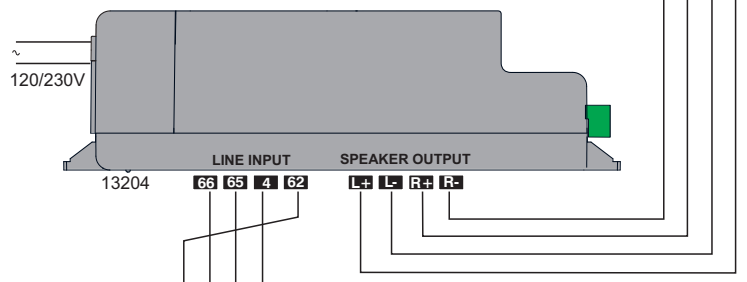 ~
120/230V
LINE INPUT SPEAKER OUTPUT
13204
66 65 4 62 L+ L- R+ R-